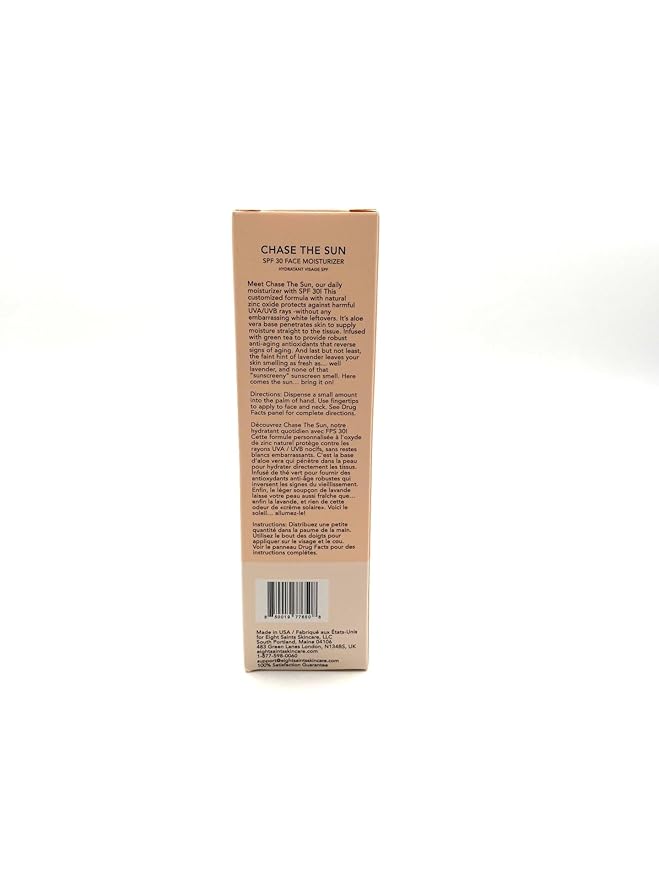 CHASE THE SUN
SPF 30 FACE MOISTURIZER
HYDRATANT VISAGE SPF
Meet Chase The Sun, our daily
moisturizer with SPF 30! This
customized formula with natural
zinc oxide protects against harmful
UVA/UVB rays -without any
embarrassing white leftovers. It's aloe
vera base penetrates skin to supply
moisture straight to the tissue. Infused
with green tea to provide robust
anti-aging antioxidants that reverse
signs of aging. And last but not least,
the faint hint of lavender leaves your
skin smelling as fresh as... well
lavender, and none of that
"sunscreeny" sunscreen smell. Here
comes the sun... bring it on!
Directions: Dispense a small amount
into the palm of hand. Use fingertips
to apply to face and neck. See Drug
Facts panel for complete directions.
Découvrez Chase The Sun, notre
hydratant quotidien avec FPS 30!
Cette formule personnalisée à l'oxyde
de zinc naturel protège contre les
rayons UVA / UVB nocifs, sans restes
blancs embarrassants. C'est la base
d'aloe vera qui pénètre dans la peau
pour hydrater directement les tissus.
Infusé de thé vert pour fournir des
antioxydants anti-âge robustes qui
inversent les signes du vieillissement.
Enfin, le léger soupçon de lavande
laisse votre peau aussi fraîche que...
enfin la lavande, et rien de cette
odeur de «crème solaire». Voici le
soleil... allumez-le!
Instructions: Distribuez une petite
quantité dans la paume de la main.
Utilisez le bout des doigts pour
appliquer sur le visage et le cou.
Voir le panneau Drug Facts pour des
instructions complètes.
8 50019 77660 8
Made in USA / Fabriqué aux États-Unis
for Eight Saints Skincare, LLC
South Portland, Maine 04106
483 Green Lanes London, N134BS, UK
eightsaintsskincare.com
1-877-598-0060
support@eightsaintsskincare.com
100% Satisfaction Guarantee